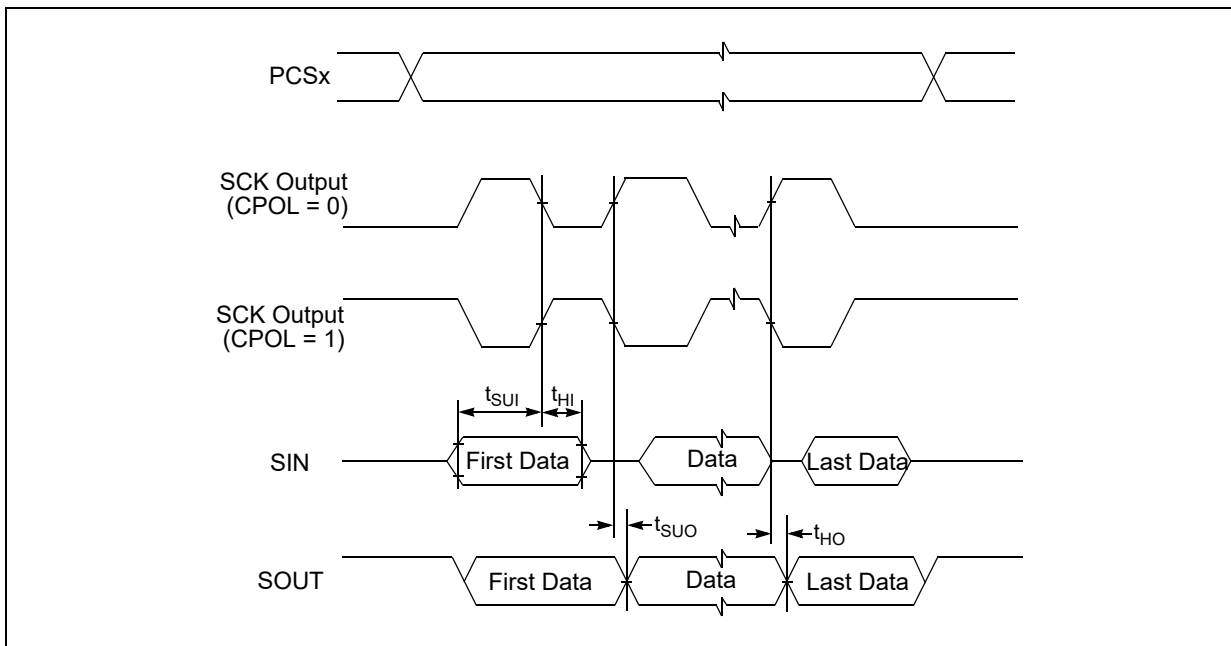 PCSx
SCK Output
(CPOL = 0)
SCK Output
(CPOL = 1)
tSUI
tHI
SIN
First Data
Data
Last Data
tSUO
tHO
SOUT
First Data
Data
Last Data